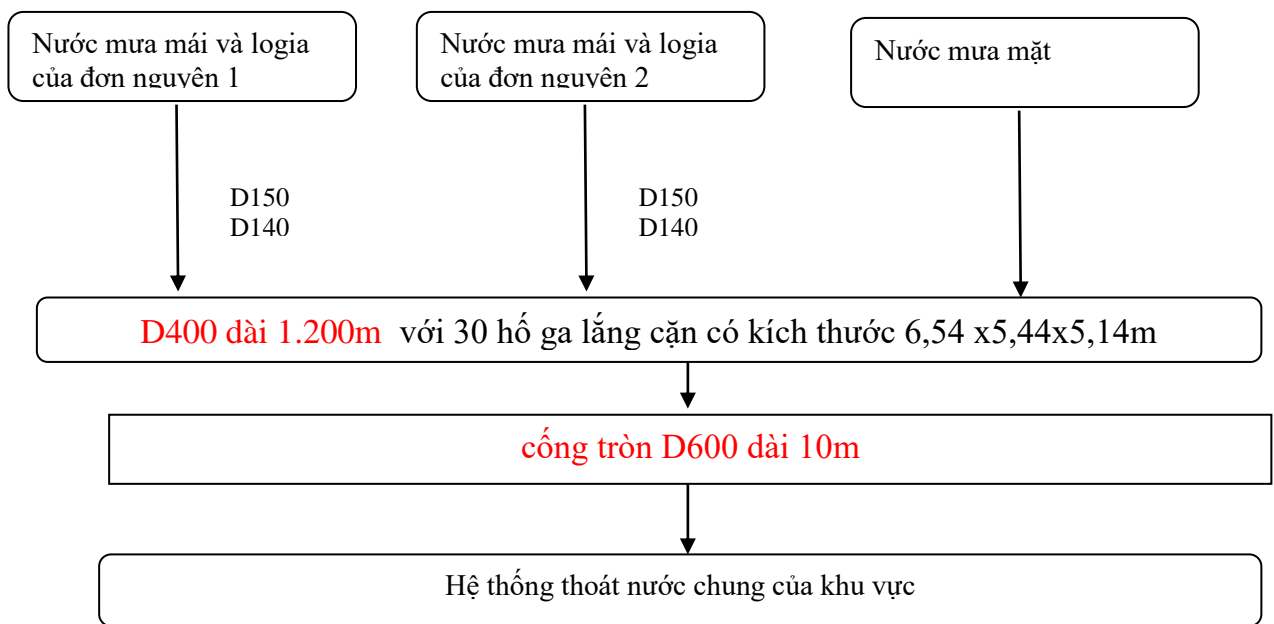 Nước mưa mái và logia
của đơn nguyên 1
Nước mưa mái và logia
của đơn nguyên 2
Nước mưa mặt
D150
D140
D150
D140
D400 dài 1.200m với 30 hố ga lắng cặn có kích thước 6,54 x5,44x5,14m
cống tròn D600 dài 10m
Hệ thống thoát nước chung của khu vực